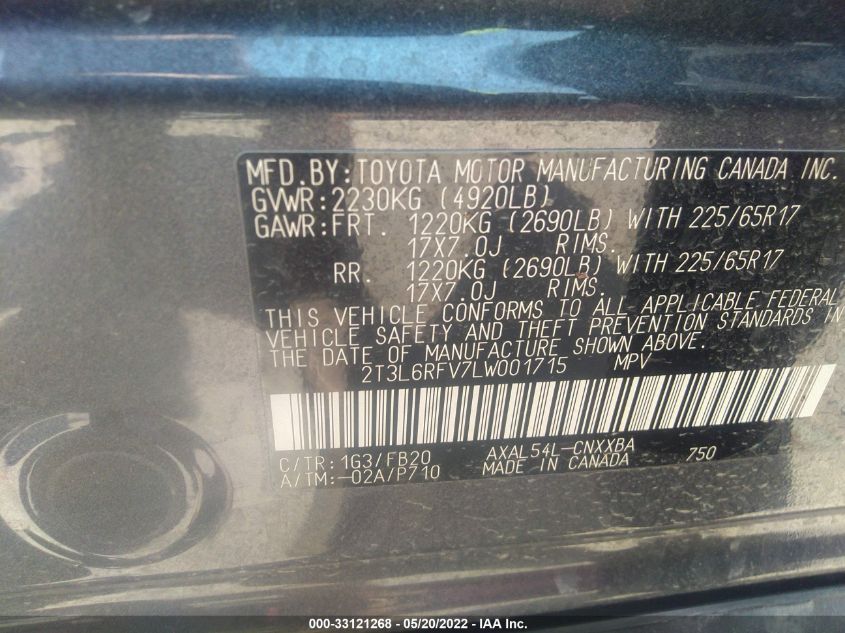 MFD.BY:TOYOTA MOTOR MANUFACTURING CANADA INC.
GVWR:2230KG (4920LB)
GAWR:FRT. 1220KG (2690LB) WITH 225/65R17
17X7.0J RIMS.
RR. 1220KG (2690LB) WITH 225/65R17
17X7.0J RIMS.
THIS VEHICLE CONFORMS TO ALL APPLICABLE FEDERAL
VEHICLE SAFETY AND THEFT PREVENTION STANDARDS IN
THE DATE OF MANUFACTURE SHOWN ABOVE.
2T3L6RFV7LW001715 MPV
C/TR:1G3/FB20 AXAL54L-CNXXBA 750
A/TM:-02A/P710 MADE IN CANADA
000-33121268 - 05/20/2022 - IAA Inc.